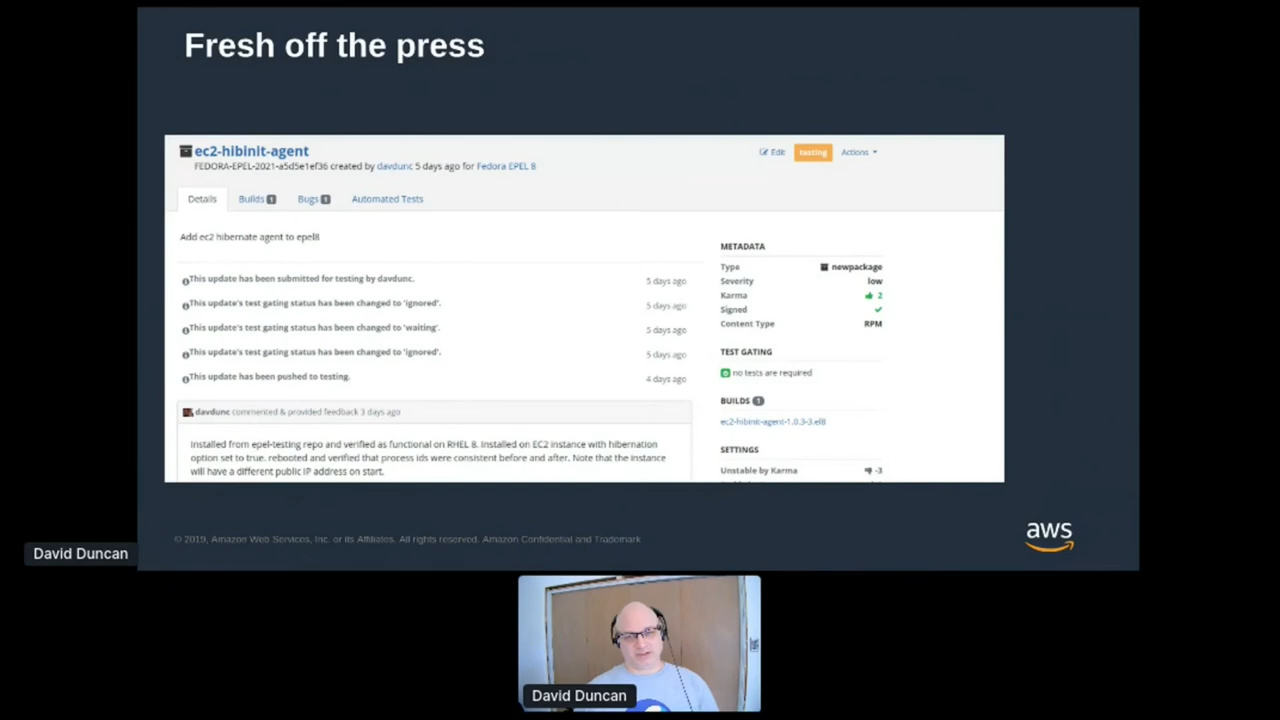 Fresh off the press
ec2-hibinit-agent
FEDORA-EPEL-2021-a5d5e1ef36 created by davdunc 5 days ago for Fedora EPEL 8
Edit testing Actions
Details Builds 1 Bugs 1 Automated Tests
Add ec2 hibernate agent to epel8
This update has been submitted for testing by davdunc. 5 days ago
This update's test gating status has been changed to 'ignored'. 5 days ago
This update's test gating status has been changed to 'waiting'. 5 days ago
This update's test gating status has been changed to 'ignored'. 5 days ago
This update has been pushed to testing. 4 days ago
davdunc commented & provided feedback 3 days ago
Installed from epel-testing repo and verified as functional on RHEL 8. Installed on EC2 instance with hibernation
option set to true. rebooted and verified that process ids were consistent before and after. Note that the instance
will have a different public IP address on start.
METADATA
Type newpackage
Severity low
Karma 2
Signed
Content Type RPM
TEST GATING
no tests are required
BUILDS 1
ec2-hibinit-agent-1.0.3-3.el8
SETTINGS
Unstable by Karma -3
© 2019, Amazon Web Services, Inc. or its Affiliates. All rights reserved. Amazon Confidential and Trademark
aws
David Duncan
David Duncan